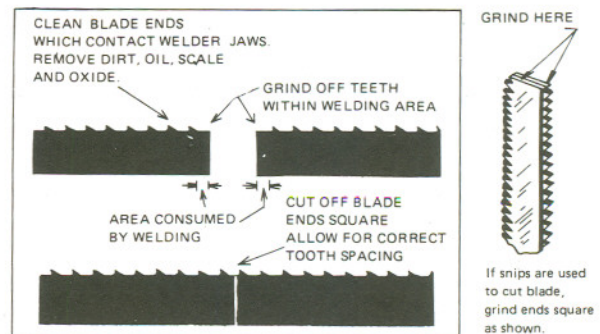 CLEAN BLADE ENDS
WHICH CONTACT WELDER JAWS.
REMOVE DIRT, OIL, SCALE
AND OXIDE.
GRIND OFF TEETH
WITHIN WELDING AREA
AREA CONSUMED
BY WELDING
CUT OFF BLADE
ENDS SQUARE
ALLOW FOR CORRECT
TOOTH SPACING
GRIND HERE
If snips are used
to cut blade,
grind ends square
as shown.